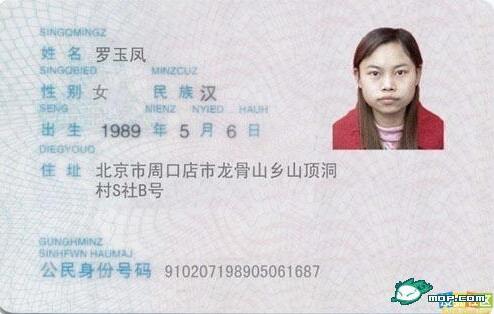 SINGQMINGZ
姓名 罗玉凤
SINGQBIED MINZCUZ
性别 女 民族 汉
SENG NIENZ NYIED HAUH
出生 1989 年 5 月 6 日
DIEGYOUQ
住址 北京市周口店市龙骨山乡山顶洞
村S社B号
GUNGHMINZ
SINHFWN HAUMAJ
公民身份号码 910207198905061687
mop.com